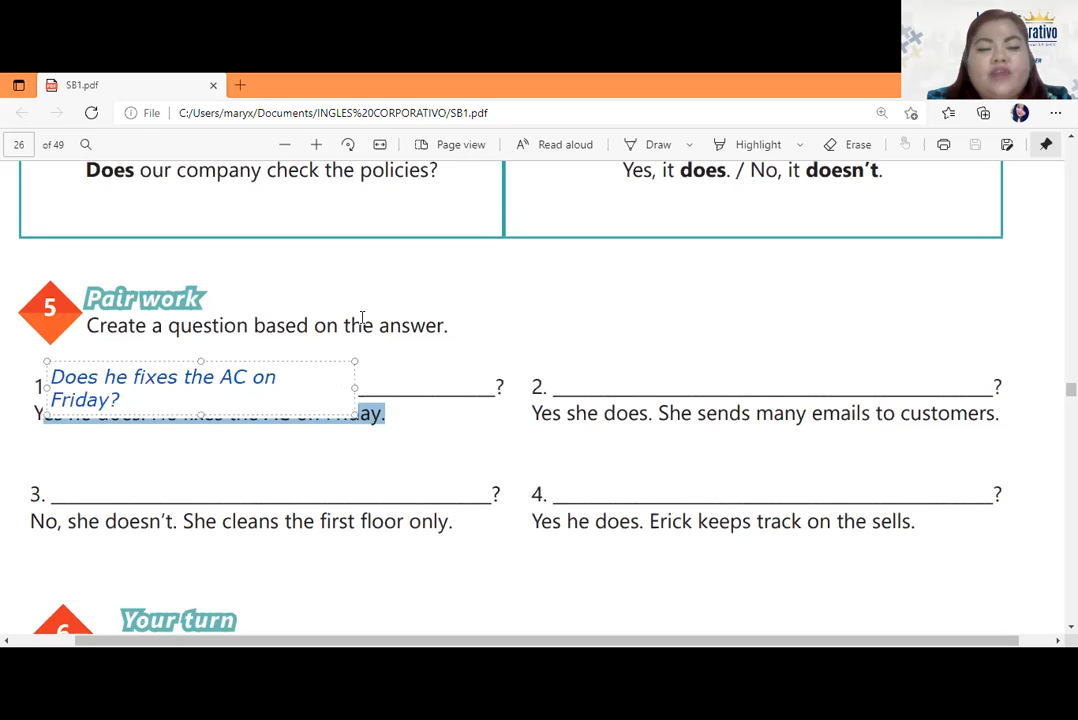 rativo
SB1.pdf
File
C:/Users/maryx/Documents/INGLES%20CORPORATIVO/SB1.pdf
26 of 49
Page view
Read aloud
Draw
Highlight
Erase
Does our company check the policies?
Yes, it does. / No, it doesn't.
5
Pair work
Create a question based on the answer.
1
Does he fixes the AC on
Friday?
?
day.
2. ?
Yes she does. She sends many emails to customers.
3. ?
No, she doesn't. She cleans the first floor only.
4. ?
Yes he does. Erick keeps track on the sells.
6
Your turn